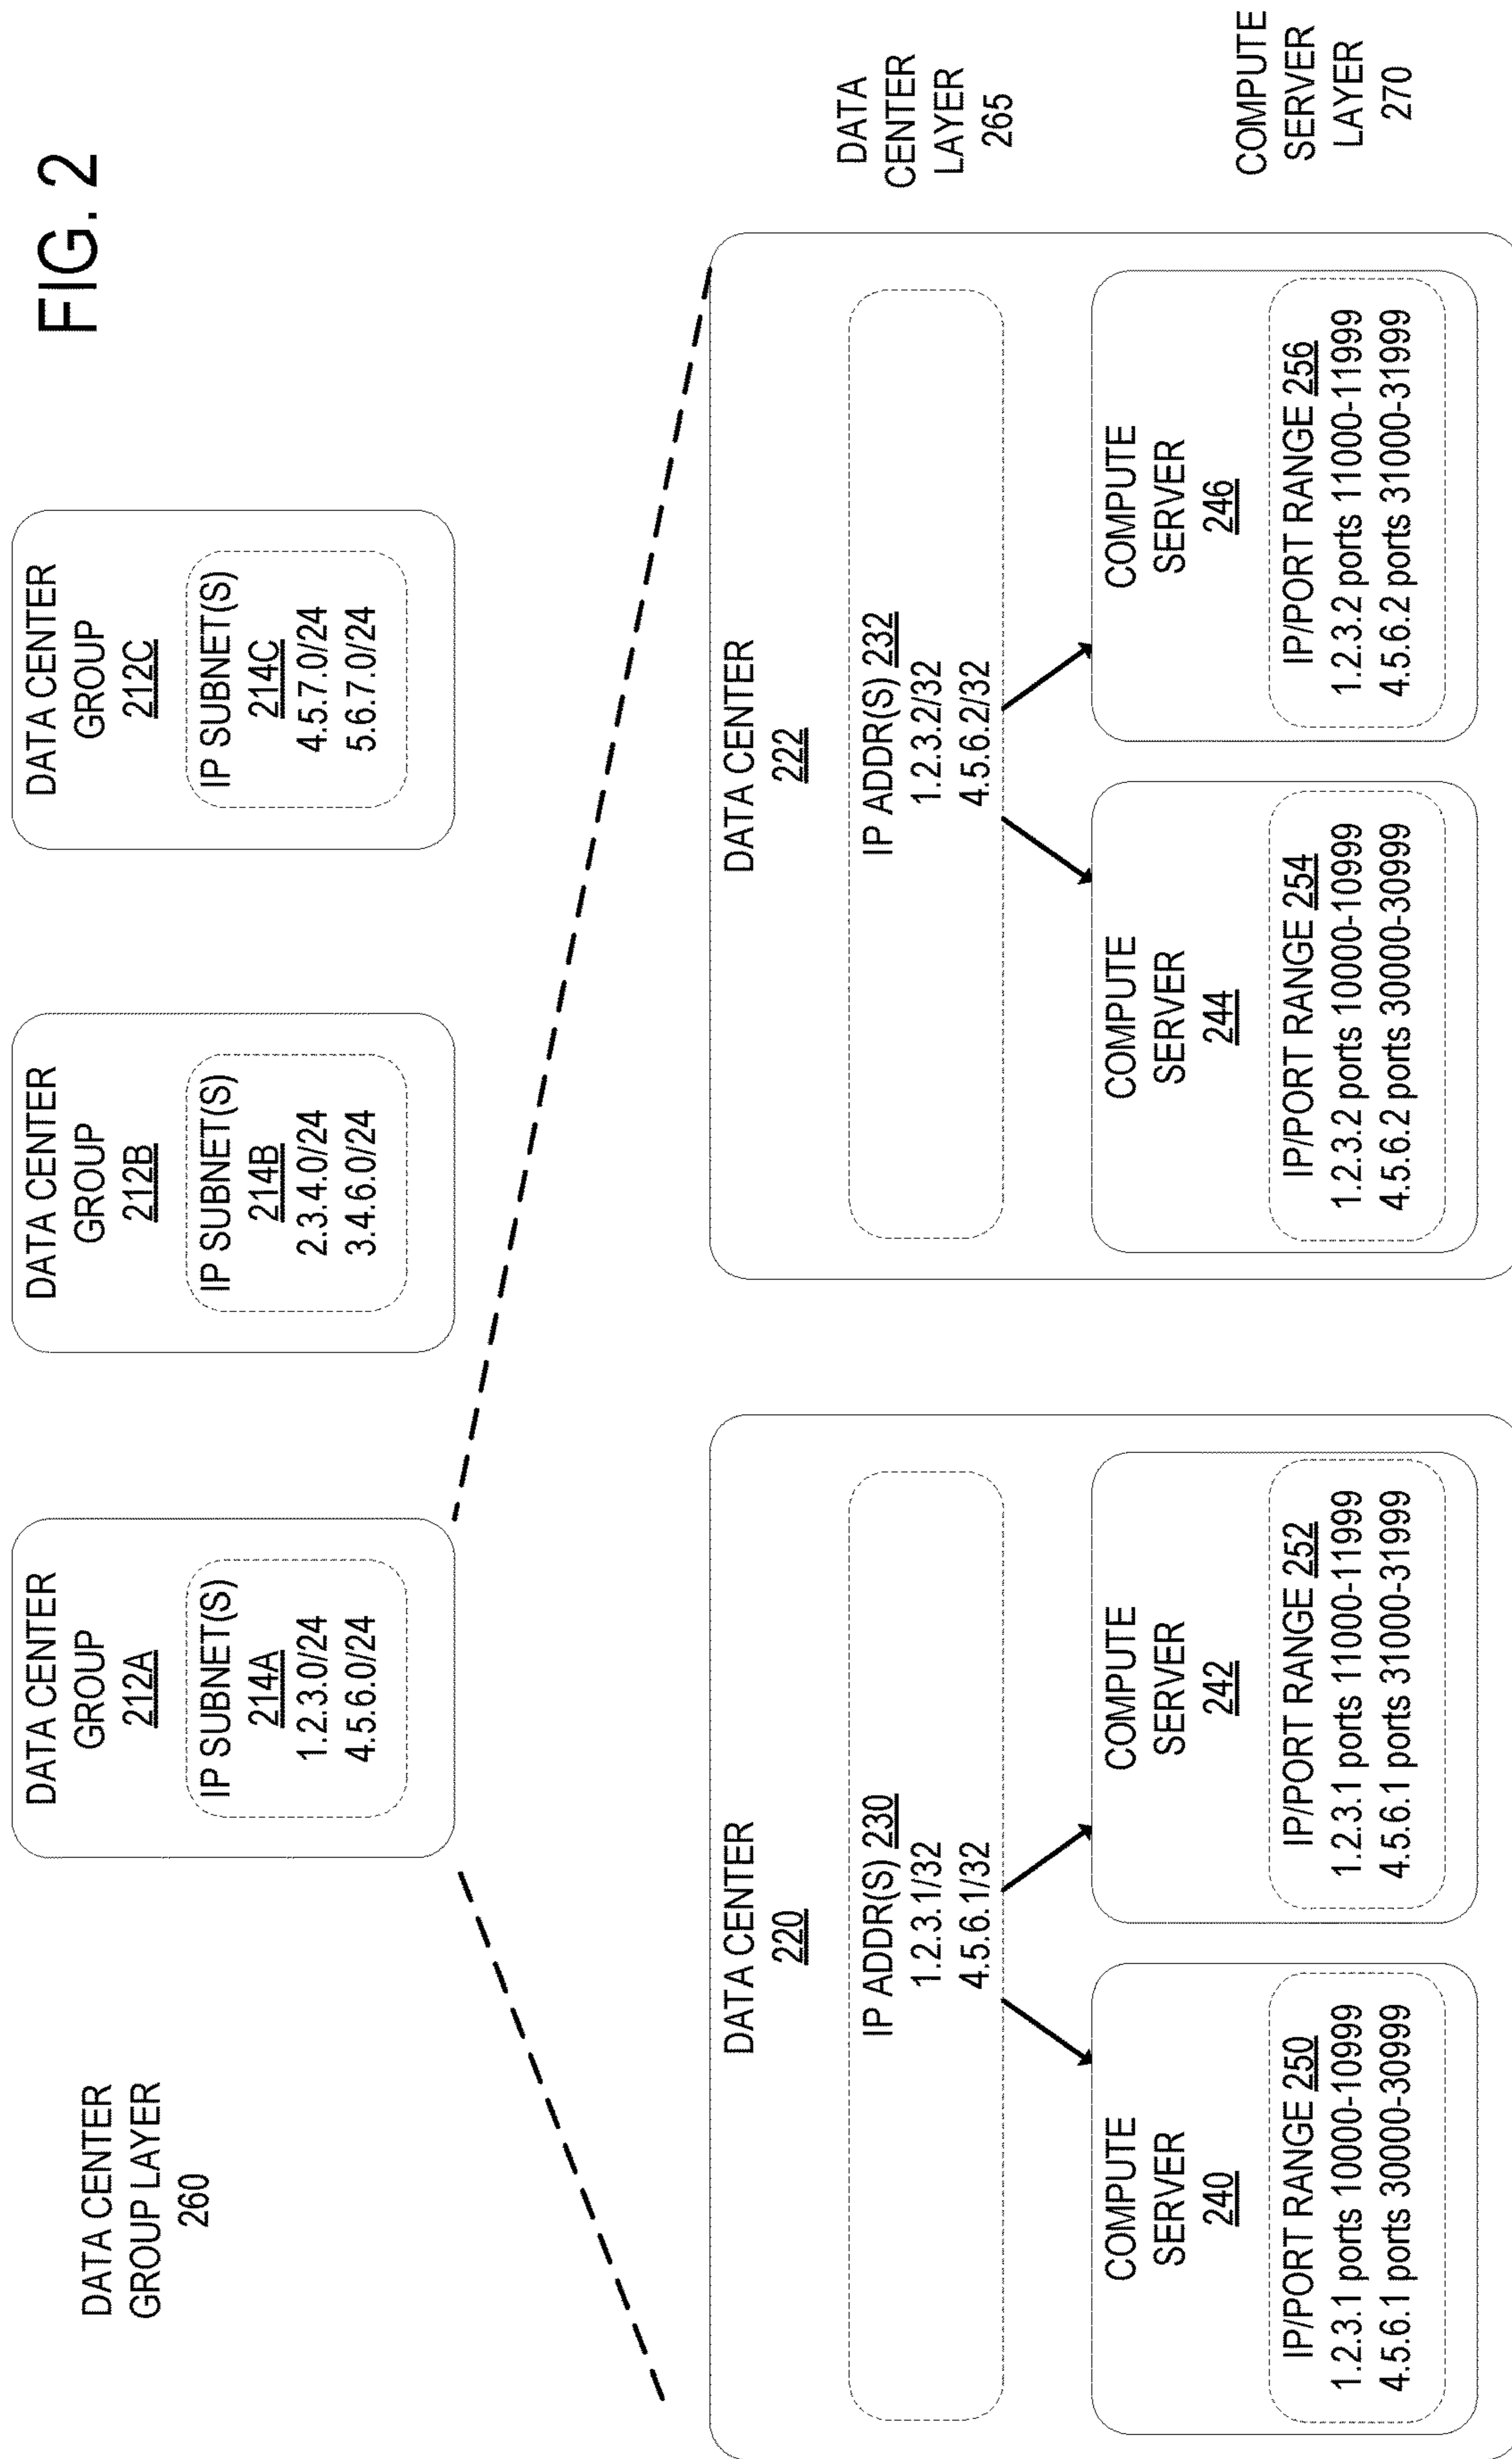 FIG. 2
DATA CENTER
GROUP LAYER
260
DATA CENTER
GROUP
212A
IP SUBNET(S)
214A
1.2.3.0/24
4.5.6.0/24
DATA CENTER
GROUP
212B
IP SUBNET(S)
214B
2.3.4.0/24
3.4.6.0/24
DATA CENTER
GROUP
212C
IP SUBNET(S)
214C
4.5.7.0/24
5.6.7.0/24
DATA CENTER
220
IP ADDR(S) 230
1.2.3.1/32
4.5.6.1/32
COMPUTE
SERVER
240
IP/PORT RANGE 250
1.2.3.1 ports 10000-10999
4.5.6.1 ports 30000-30999
COMPUTE
SERVER
242
IP/PORT RANGE 252
1.2.3.1 ports 11000-11999
4.5.6.1 ports 31000-31999
DATA CENTER
222
IP ADDR(S) 232
1.2.3.2/32
4.5.6.2/32
COMPUTE
SERVER
244
IP/PORT RANGE 254
1.2.3.2 ports 10000-10999
4.5.6.2 ports 30000-30999
COMPUTE
SERVER
246
IP/PORT RANGE 256
1.2.3.2 ports 11000-11999
4.5.6.2 ports 31000-31999
DATA
CENTER
LAYER
265
COMPUTE
SERVER
LAYER
270